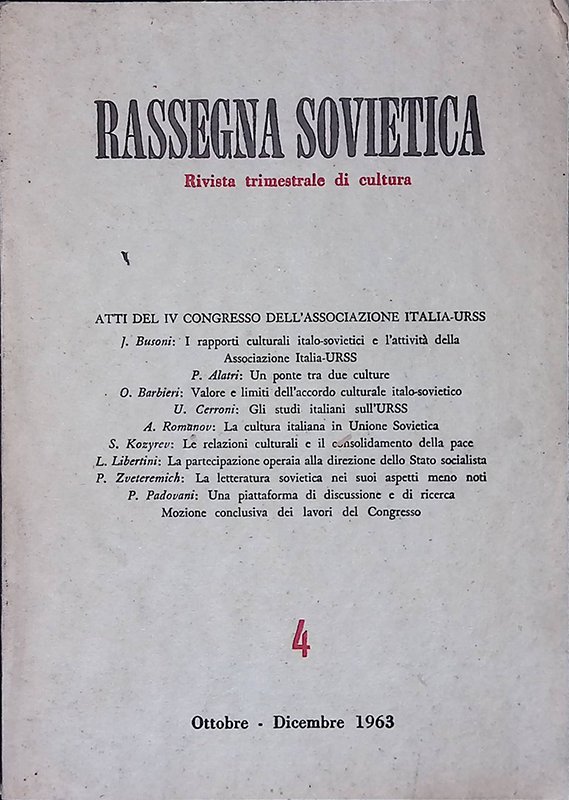 RASSEGNA SOVIETICA
Rivista trimestrale di cultura
ATTI DEL IV CONGRESSO DELL'ASSOCIAZIONE ITALIA-URSS
J. Busoni: I rapporti culturali italo-sovietici e l'attività della
Associazione Italia-URSS
P. Alatri: Un ponte tra due culture
O. Barbieri: Valore e limiti dell'accordo culturale italo-sovietico
U. Cerroni: Gli studi italiani sull'URSS
A. Romanov: La cultura italiana in Unione Sovietica
S. Kozyrev: Le relazioni culturali e il consolidamento della pace
L. Libertini: La partecipazione operaia alla direzione dello Stato socialista
P. Zveteremich: La letteratura sovietica nei suoi aspetti meno noti
P. Padovani: Una piattaforma di discussione e di ricerca
Mozione conclusiva dei lavori del Congresso
4
Ottobre - Dicembre 1963